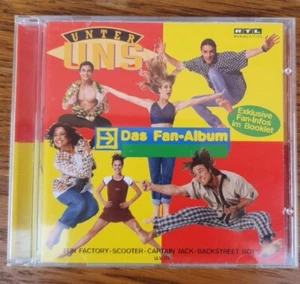 UNTER
UNS
RTL
Exklusive
Fan-Infos
im Booklet
Das Fan-Album
FUN FACTORY · SCOOTER · CAPTAIN JACK · BACKSTREET BOYS